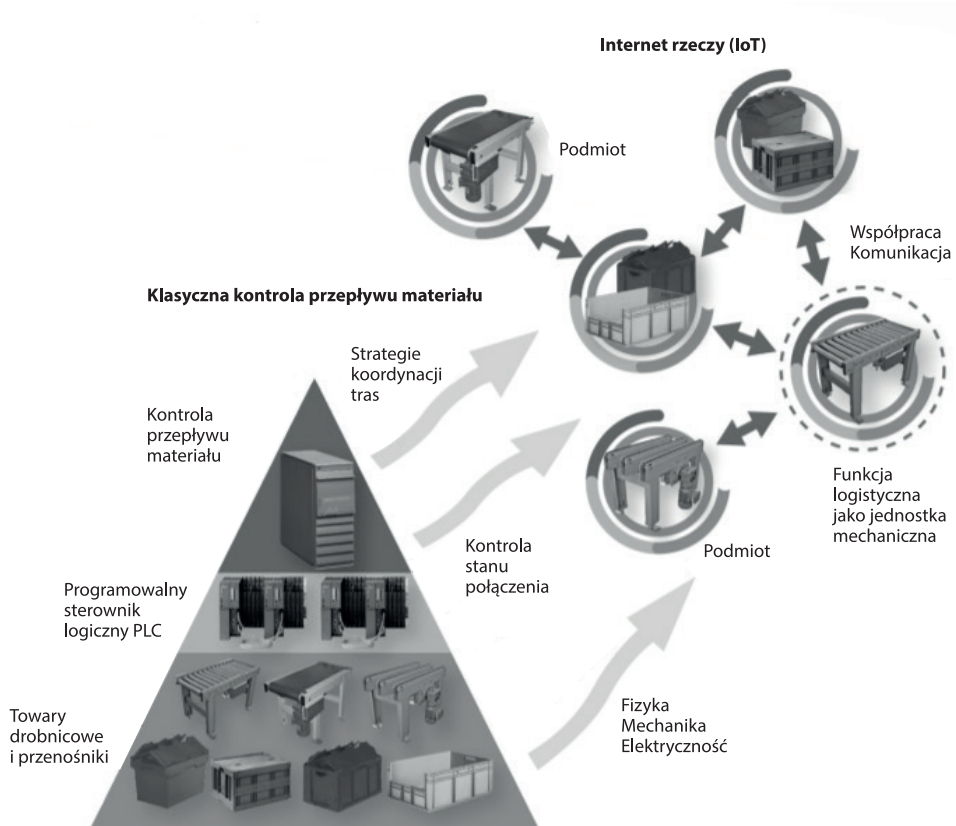 Internet rzeczy (IoT)
Podmiot
Współpraca
Komunikacja
Klasyczna kontrola przepływu materiału
Strategie
koordynacji
tras
Kontrola
przepływu
materiału
Funkcja
logistyczna
jako jednostka
mechaniczna
Kontrola
stanu
połączenia
Podmiot
Programowalny
sterownik
logiczny PLC
Fizyka
Mechanika
Elektryczność
Towary
drobnicowe
i przenośniki